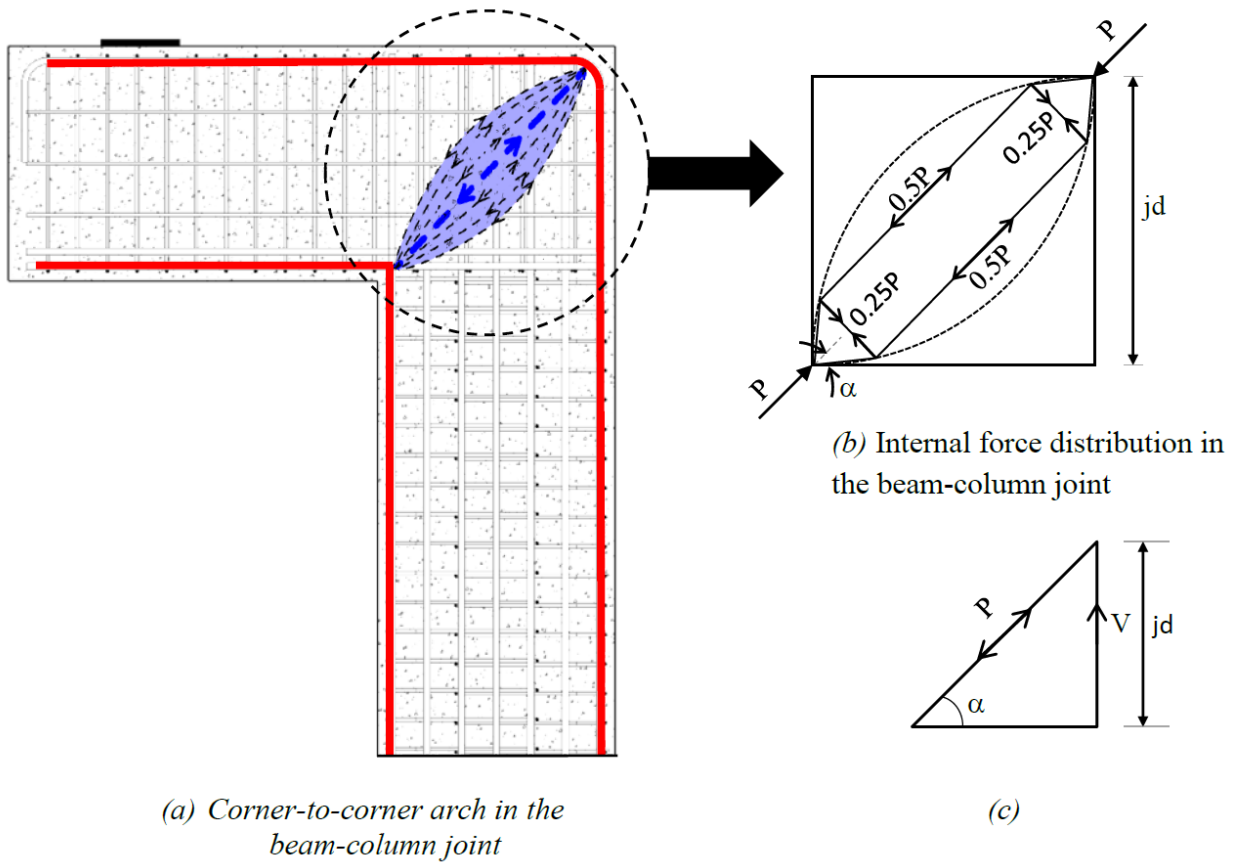 P
0.25P
0.5P
jd
0.5P
0.25P
α
P
(b) Internal force distribution in
the beam-column joint
P
V
jd
α
(a) Corner-to-corner arch in the
beam-column joint
(c)